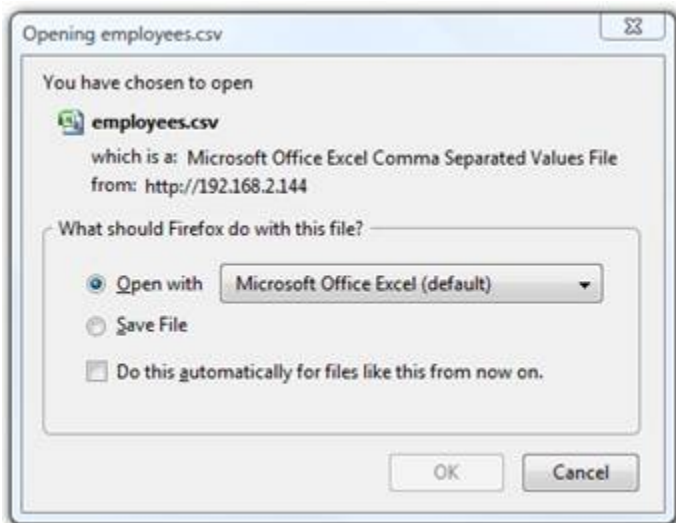 Opening employees.csv
You have chosen to open
employees.csv
which is a: Microsoft Office Excel Comma Separated Values File
from: http://192.168.2.144
What should Firefox do with this file?
Open with Microsoft Office Excel (default)
Save File
Do this automatically for files like this from now on.
OK Cancel